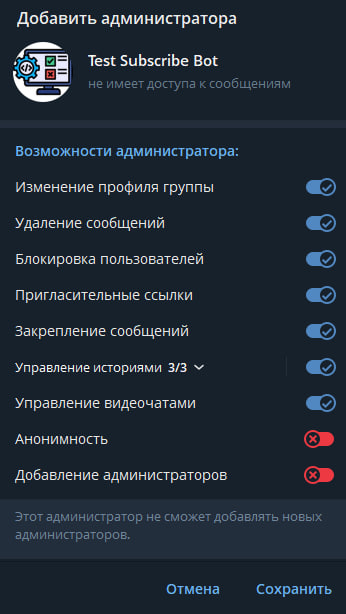 Добавить администратора
Test Subscribe Bot
не имеет доступа к сообщениям
Возможности администратора:
Изменение профиля группы
Удаление сообщений
Блокировка пользователей
Пригласительные ссылки
Закрепление сообщений
Управление историями 3/3
Управление видеочатами
Анонимность
Добавление администраторов
Этот администратор не сможет добавлять новых
администраторов.
Отмена Сохранить